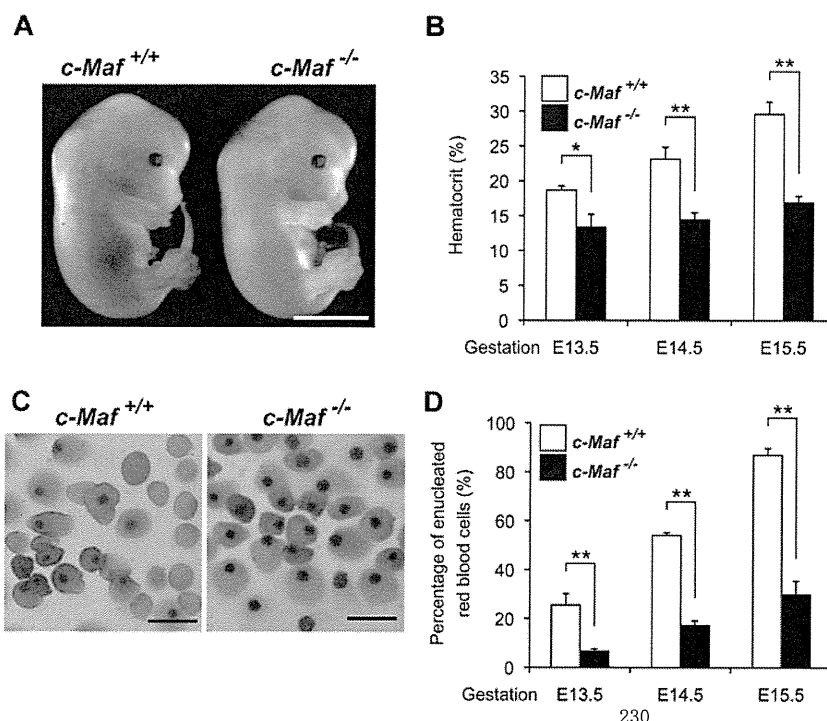 A
c-Maf +/+
c-Maf -/-
B
Hematocrit (%)
35
30
25
20
15
10
5
0
c-Maf +/+
c-Maf -/-
*
**
**
Gestation E13.5 E14.5 E15.5
C
c-Maf +/+
c-Maf -/-
D
Percentage of enucleated
red blood cells (%)
100
80
60
40
20
0
c-Maf +/+
c-Maf -/-
**
**
**
Gestation E13.5 E14.5 E15.5
230